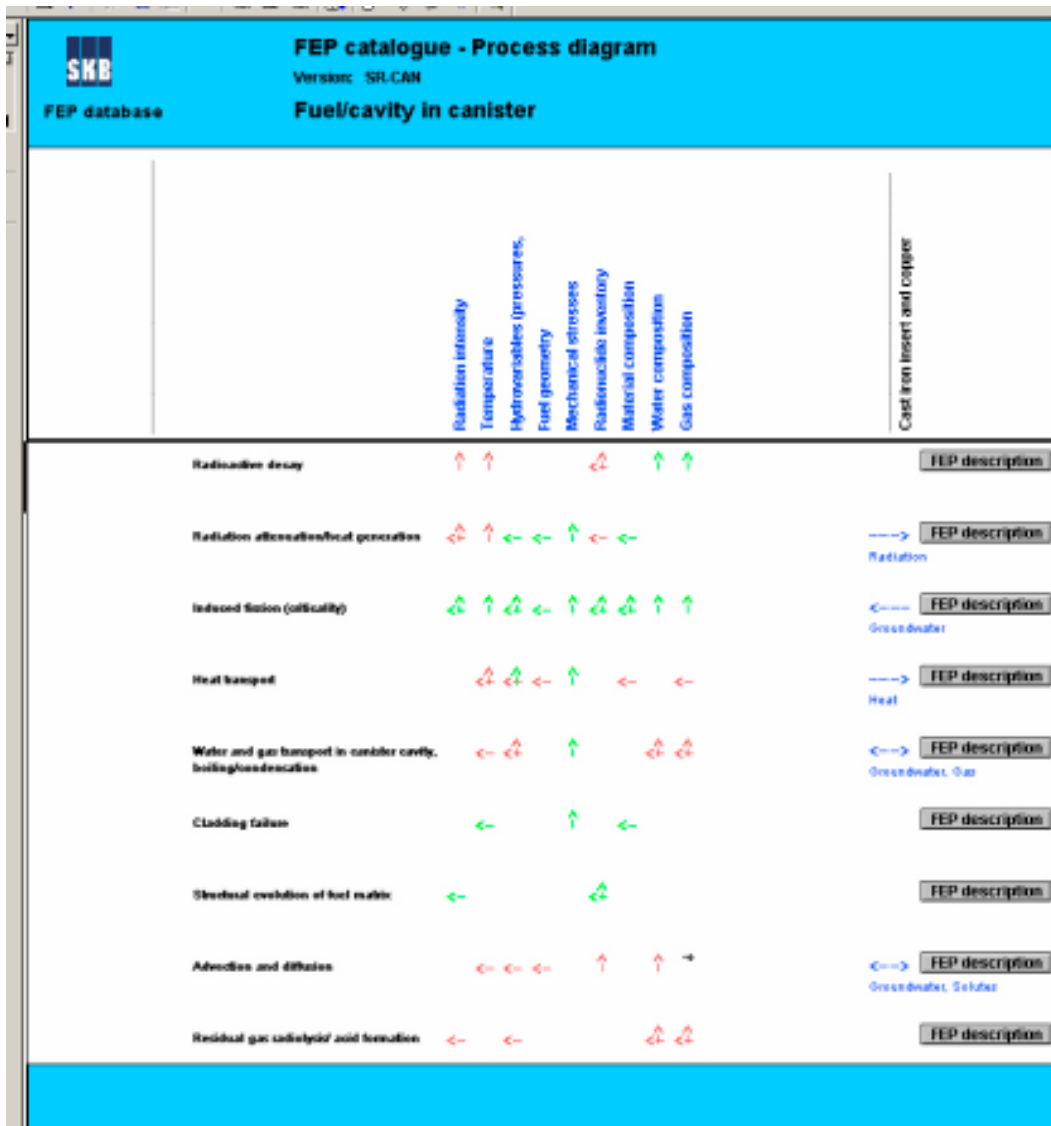 SKB
FEP database
FEP catalogue - Process diagram
Version: SR-CAN
Fuel/cavity in canister
Radiation intensity
Temperature
Hydrovariables (pressures,
Fuel geometry
Mechanical stresses
Radionuclide inventory
Material composition
Water composition
Gas composition
Cast iron insert and copper
Radioactive decay
FEP description
Radiation attenuation/heat generation
FEP description
Radiation
Induced fission (criticality)
FEP description
Groundwater
Heat transport
FEP description
Heat
Water and gas transport in canister cavity,
boiling/condensation
FEP description
Groundwater, Gas
Cladding failure
FEP description
Structural evolution of fuel matrix
FEP description
Advection and diffusion
FEP description
Groundwater, Solutes
Residual gas radiolysis/ acid formation
FEP description